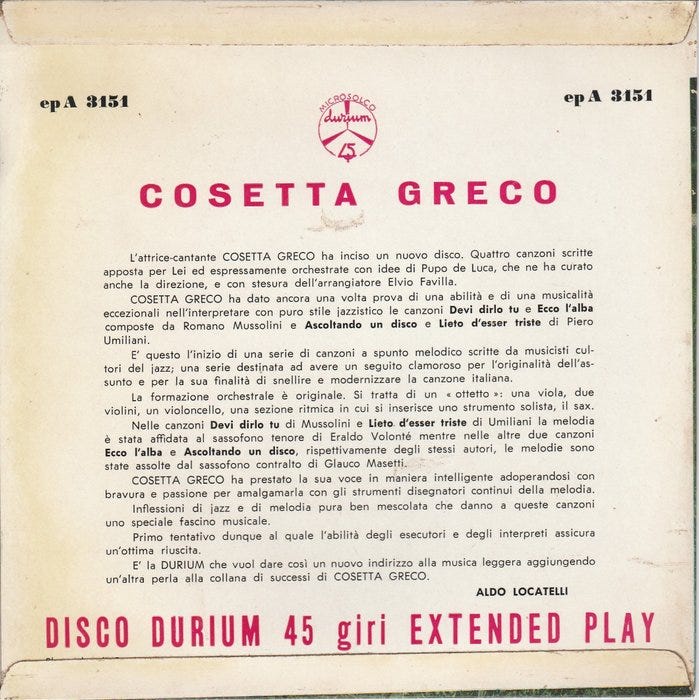 ep A 3151
ep A 3151
MICROSOLCO
durium
45
COSETTA GRECO
L'attrice-cantante COSETTA GRECO ha inciso un nuovo disco. Quattro canzoni scritte
apposta per Lei ed espressamente orchestrate con idee di Pupo de Luca, che ne ha curato
anche la direzione, e con stesura dell'arrangiatore Elvio Favilla.
COSETTA GRECO ha dato ancora una volta prova di una abilità e di una musicalità
eccezionali nell'interpretare con puro stile jazzistico le canzoni Devi dirlo tu e Ecco l'alba
composte da Romano Mussolini e Ascoltando un disco e Lieto d'esser triste di Piero
Umiliani.
E' questo l'inizio di una serie di canzoni a spunto melodico scritte da musicisti cul-
tori del jazz; una serie destinata ad avere un seguito clamoroso per l'originalità dell'as-
sunto e per la sua finalità di snellire e modernizzare la canzone italiana.
La formazione orchestrale è originale. Si tratta di un « ottetto »: una viola, due
violini, un violoncello, una sezione ritmica in cui si inserisce uno strumento solista, il sax.
Nelle canzoni Devi dirlo tu di Mussolini e Lieto d'esser triste di Umiliani la melodia
è stata affidata al sassofono tenore di Eraldo Volonté mentre nelle altre due canzoni
Ecco l'alba e Ascoltando un disco, rispettivamente degli stessi autori, le melodie sono
state assolte dal sassofono contralto di Glauco Masetti.
COSETTA GRECO ha prestato la sua voce in maniera intelligente adoperandosi con
bravura e passione per amalgamarla con gli strumenti disegnatori continui della melodia.
Inflessioni di jazz e di melodia pura ben mescolate che danno a queste canzoni
uno speciale fascino musicale.
Primo tentativo dunque al quale l'abilità degli esecutori e degli interpreti assicura
un'ottima riuscita.
E' la DURIUM che vuol dare così un nuovo indirizzo alla musica leggera aggiungendo
un'altra perla alla collana di successi di COSETTA GRECO.
ALDO LOCATELLI
DISCO DURIUM 45 giri EXTENDED PLAY